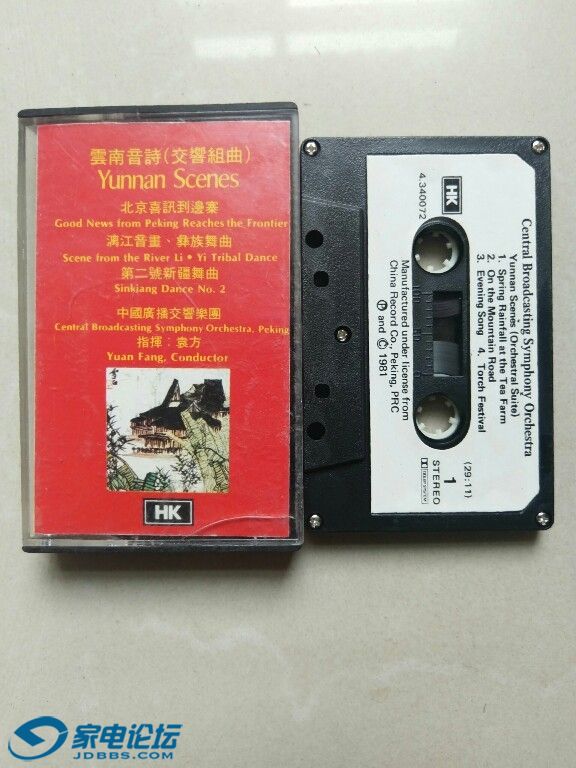 雲南音詩(交響組曲)
Yunnan Scenes
北京喜訊到邊寨
Good News from Peking Reaches the Frontier
漓江音畫、彝族舞曲
Scene from the River Li • Yi Tribal Dance
第二號新疆舞曲
Sinkiang Dance No. 2
中國廣播交響樂團
Central Broadcasting Symphony Orchestra, Peking
指揮:袁方
Yuan Fang, Conductor
HK
HK
4.340072
Central Broadcasting Symphony Orchestra
Yunnan Scenes (Orchestral Suite)
1. Spring Rainfall at the Tea Farm
2. On the Mountain Road
3. Evening Song 4. Torch Festival
Manufactured under license from
China Record Co., Peking, PRC
℗ and © 1981
(29:11)
1
STEREO
家电论坛
JDBBS.COM